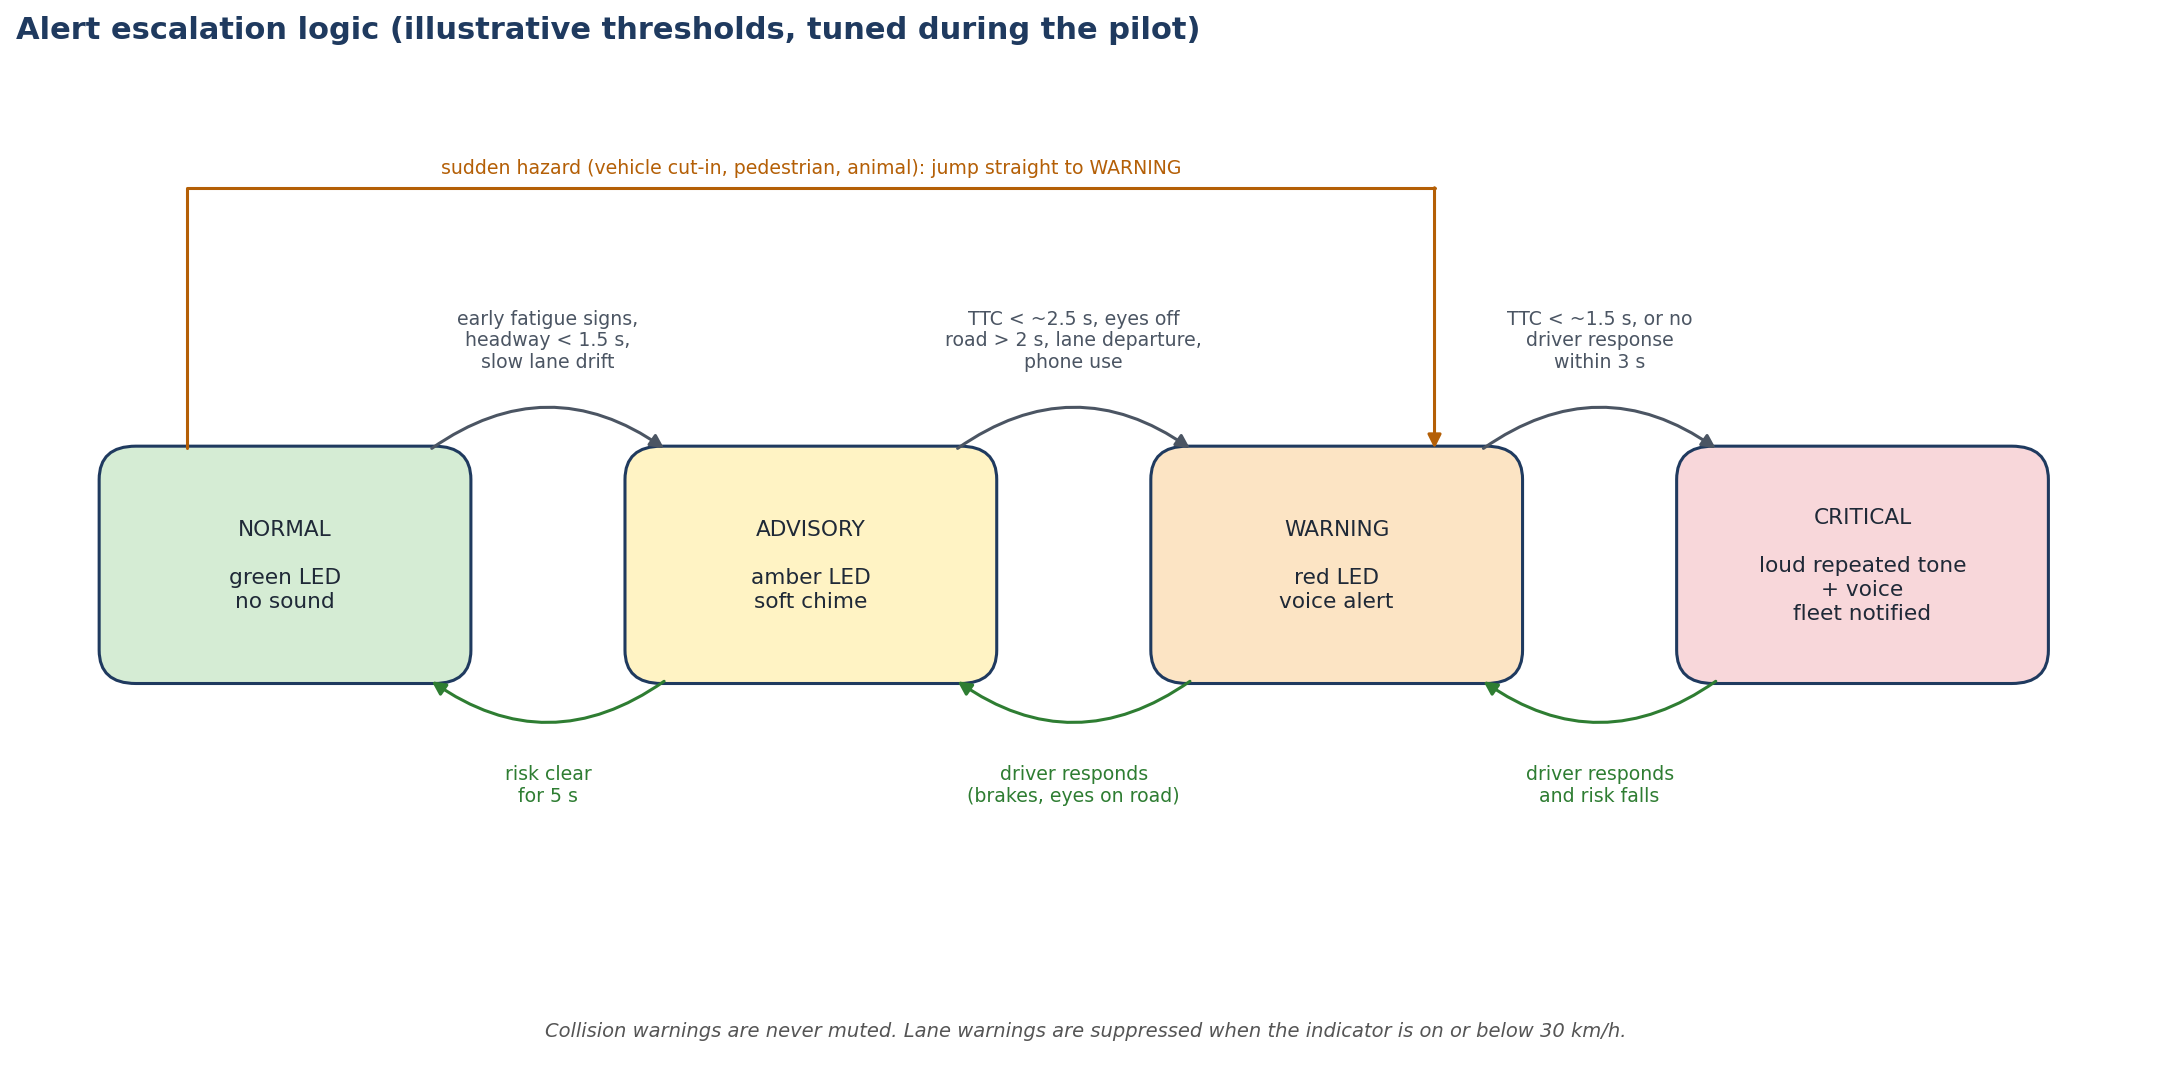 Alert escalation logic (illustrative thresholds, tuned during the pilot)
sudden hazard (vehicle cut-in, pedestrian, animal): jump straight to WARNING
early fatigue signs,
headway < 1.5 s,
slow lane drift
TTC < ~2.5 s, eyes off
road > 2 s, lane departure,
phone use
TTC < ~1.5 s, or no
driver response
within 3 s
NORMAL
green LED
no sound
ADVISORY
amber LED
soft chime
WARNING
red LED
voice alert
CRITICAL
loud repeated tone
+ voice
fleet notified
risk clear
for 5 s
driver responds
(brakes, eyes on road)
driver responds
and risk falls
Collision warnings are never muted. Lane warnings are suppressed when the indicator is on or below 30 km/h.